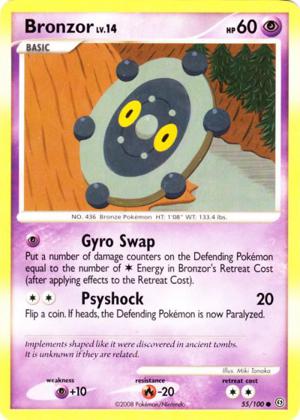 Bronzor LV.14 HP 60
BASIC
NO. 436 Bronze Pokémon HT: 1'08" WT: 133.4 lbs.
Gyro Swap
Put a number of damage counters on the Defending Pokémon
equal to the number of Energy in Bronzor's Retreat Cost
(after applying effects to the Retreat Cost).
Psyshock 20
Flip a coin. If heads, the Defending Pokémon is now Paralyzed.
Implements shaped like it were discovered in ancient tombs.
It is unknown if they are related.
Illus. Miki Tanaka
weakness resistance retreat cost
+10 -20
©2008 Pokémon/Nintendo 55/100